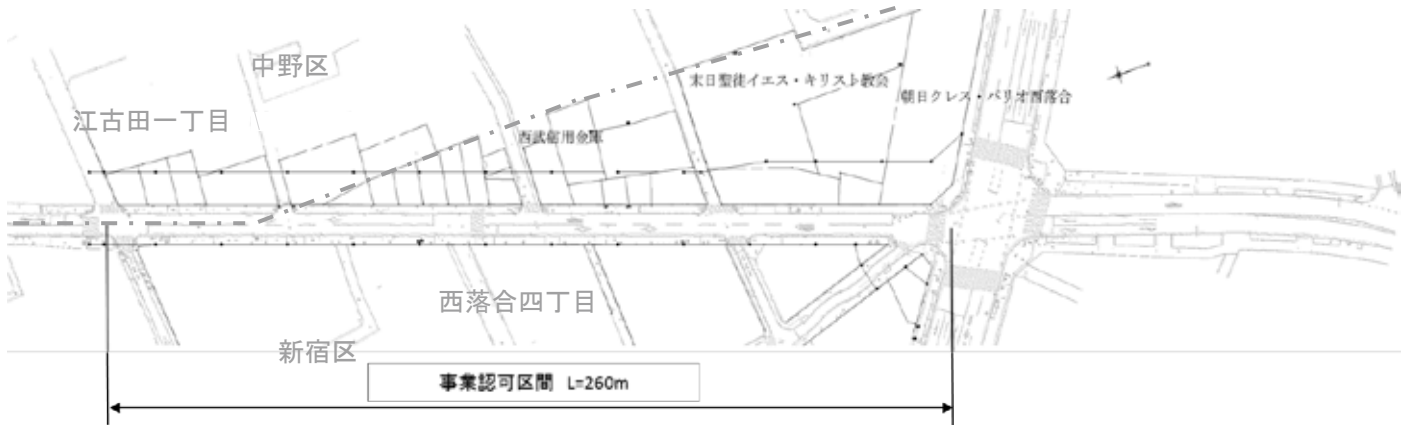 中野区
末日聖徒イエス・キリスト教会
朝日クレス・パリオ西落合
江古田一丁目
西武信用金庫
西落合四丁目
新宿区
事業認可区間 L=260m